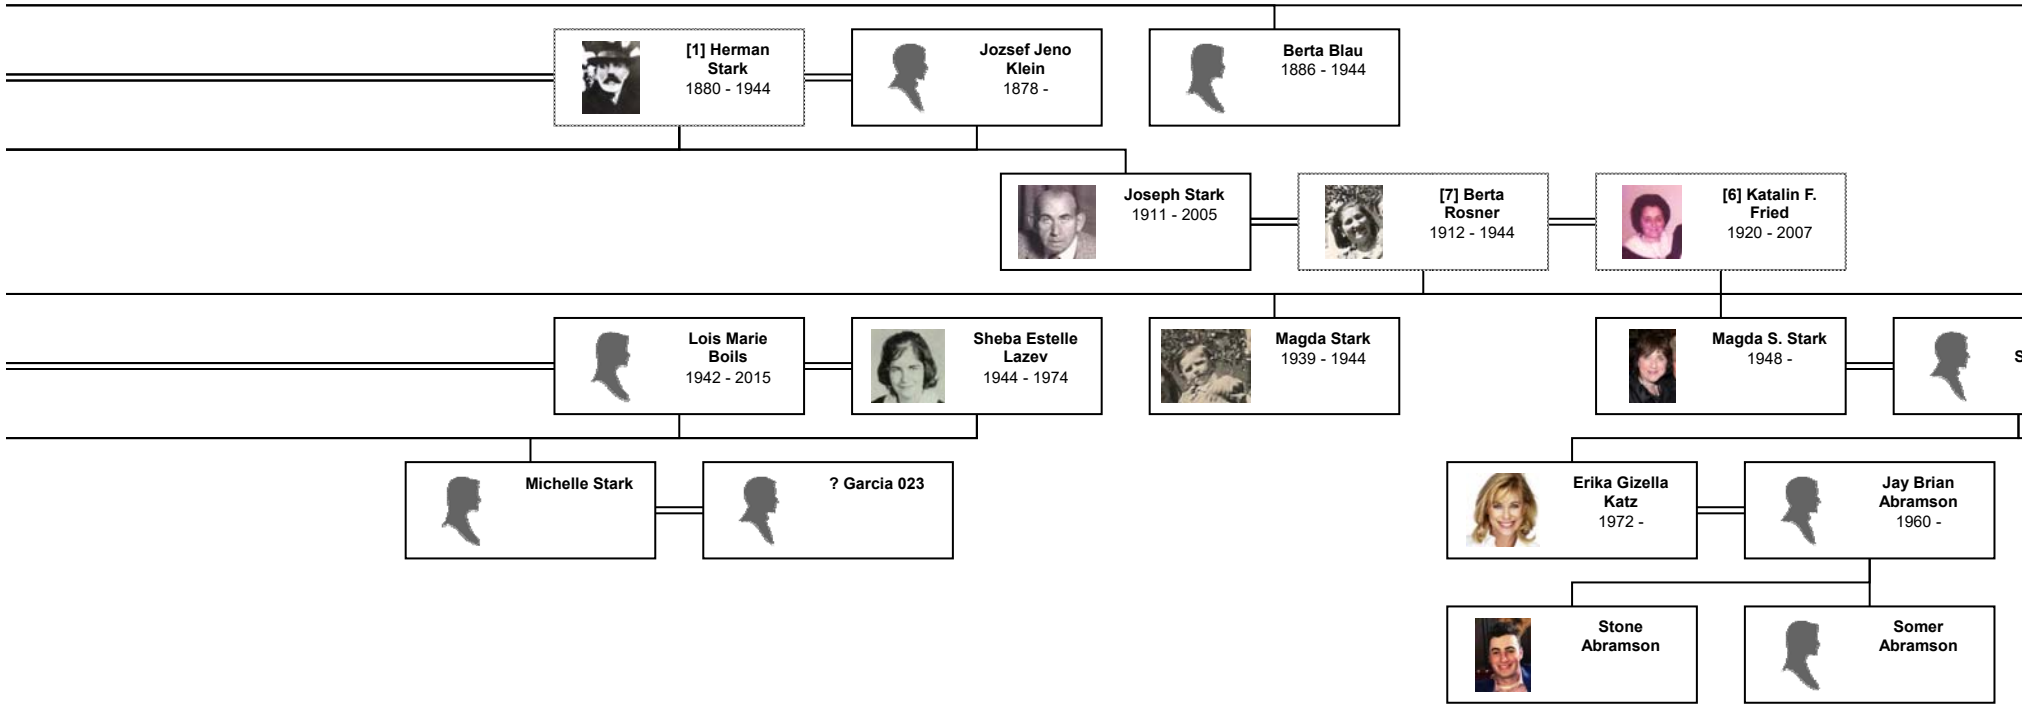 [1] Herman
Stark
1880 - 1944
Jozsef Jeno
Klein
1878 -
Berta Blau
1886 - 1944
Joseph Stark
1911 - 2005
[7] Berta
Rosner
1912 - 1944
[6] Katalin F.
Fried
1920 - 2007
Lois Marie
Boils
1942 - 2015
Sheba Estelle
Lazev
1944 - 1974
Magda Stark
1939 - 1944
Magda S. Stark
1948 -
S
Michelle Stark
? Garcia 023
Erika Gizella
Katz
1972 -
Jay Brian
Abramson
1960 -
Stone
Abramson
Somer
Abramson